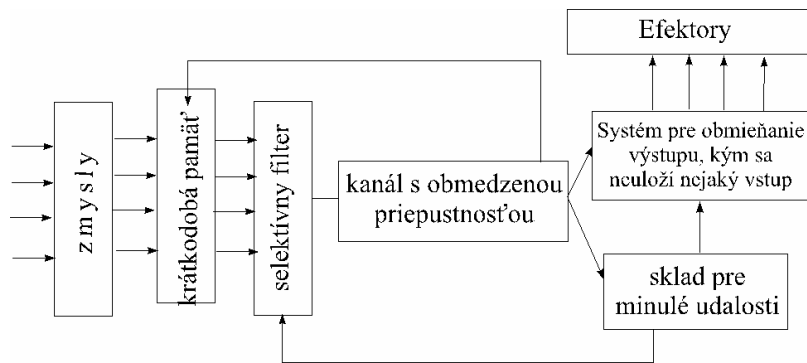 zmysly
krátkodobá pamäť
selektívny filter
kanál s obmedzenou
priepustnosťou
Efektory
Systém pre obmieňanie
výstupu, kým sa
neuloží nejaký vstup
sklad pre
minulé udalosti